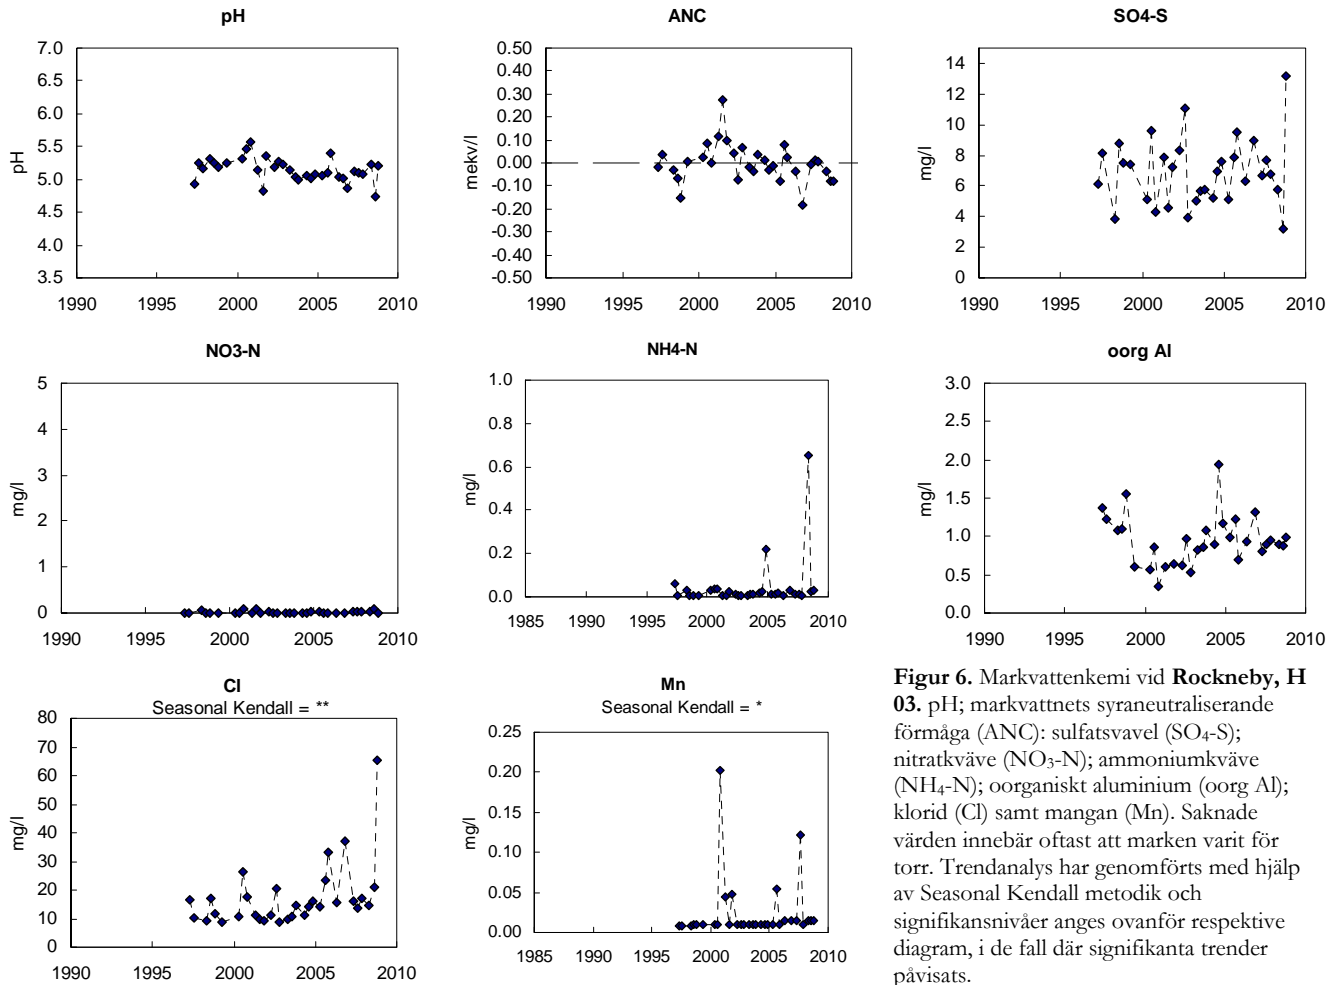 pH
7.0
6.0
5.5
5.0
4.5
4.0
3.5
6.5
pH
1990 1995 2000 2005 2010
ANC
0.50
0.40
0.30
0.20
0.10
0.00
-0.10
-0.20
-0.30
-0.40
-0.50
mekv/l
1990 1995 2000 2005 2010
SO4-S
14
12
10
8
6
4
2
0
mg/l
1990 1995 2000 2005 2010
NO3-N
5
4
3
2
1
0
mg/l
1990 1995 2000 2005 2010
NH4-N
1.0
0.8
0.6
0.4
0.2
0.0
mg/l
1985 1990 1995 2000 2005 2010
oorg Al
3.0
2.5
2.0
1.5
1.0
0.5
0.0
mg/l
1990 1995 2000 2005 2010
Cl
Seasonal Kendall = **
80
70
60
50
40
30
20
10
0
mg/l
1990 1995 2000 2005 2010
Mn
Seasonal Kendall = *
0.25
0.20
0.15
0.10
0.05
0.00
mg/l
1985 1990 1995 2000 2005 2010
Figur 6. Markvattenkemi vid Rockneby, H
03. pH; markvattnets syraneutraliserande
förmåga (ANC): sulfatsvavel (SO4-S);
nitratkväve (NO3-N); ammoniumkväve
(NH4-N); oorganiskt aluminium (oorg Al);
klorid (Cl) samt mangan (Mn). Saknade
värden innebär oftast att marken varit för
torr. Trendanalys har genomförts med hjälp
av Seasonal Kendall metodik och
signifikansnivåer anges ovanför respektive
diagram, i de fall där signifikanta trender
påvisats.